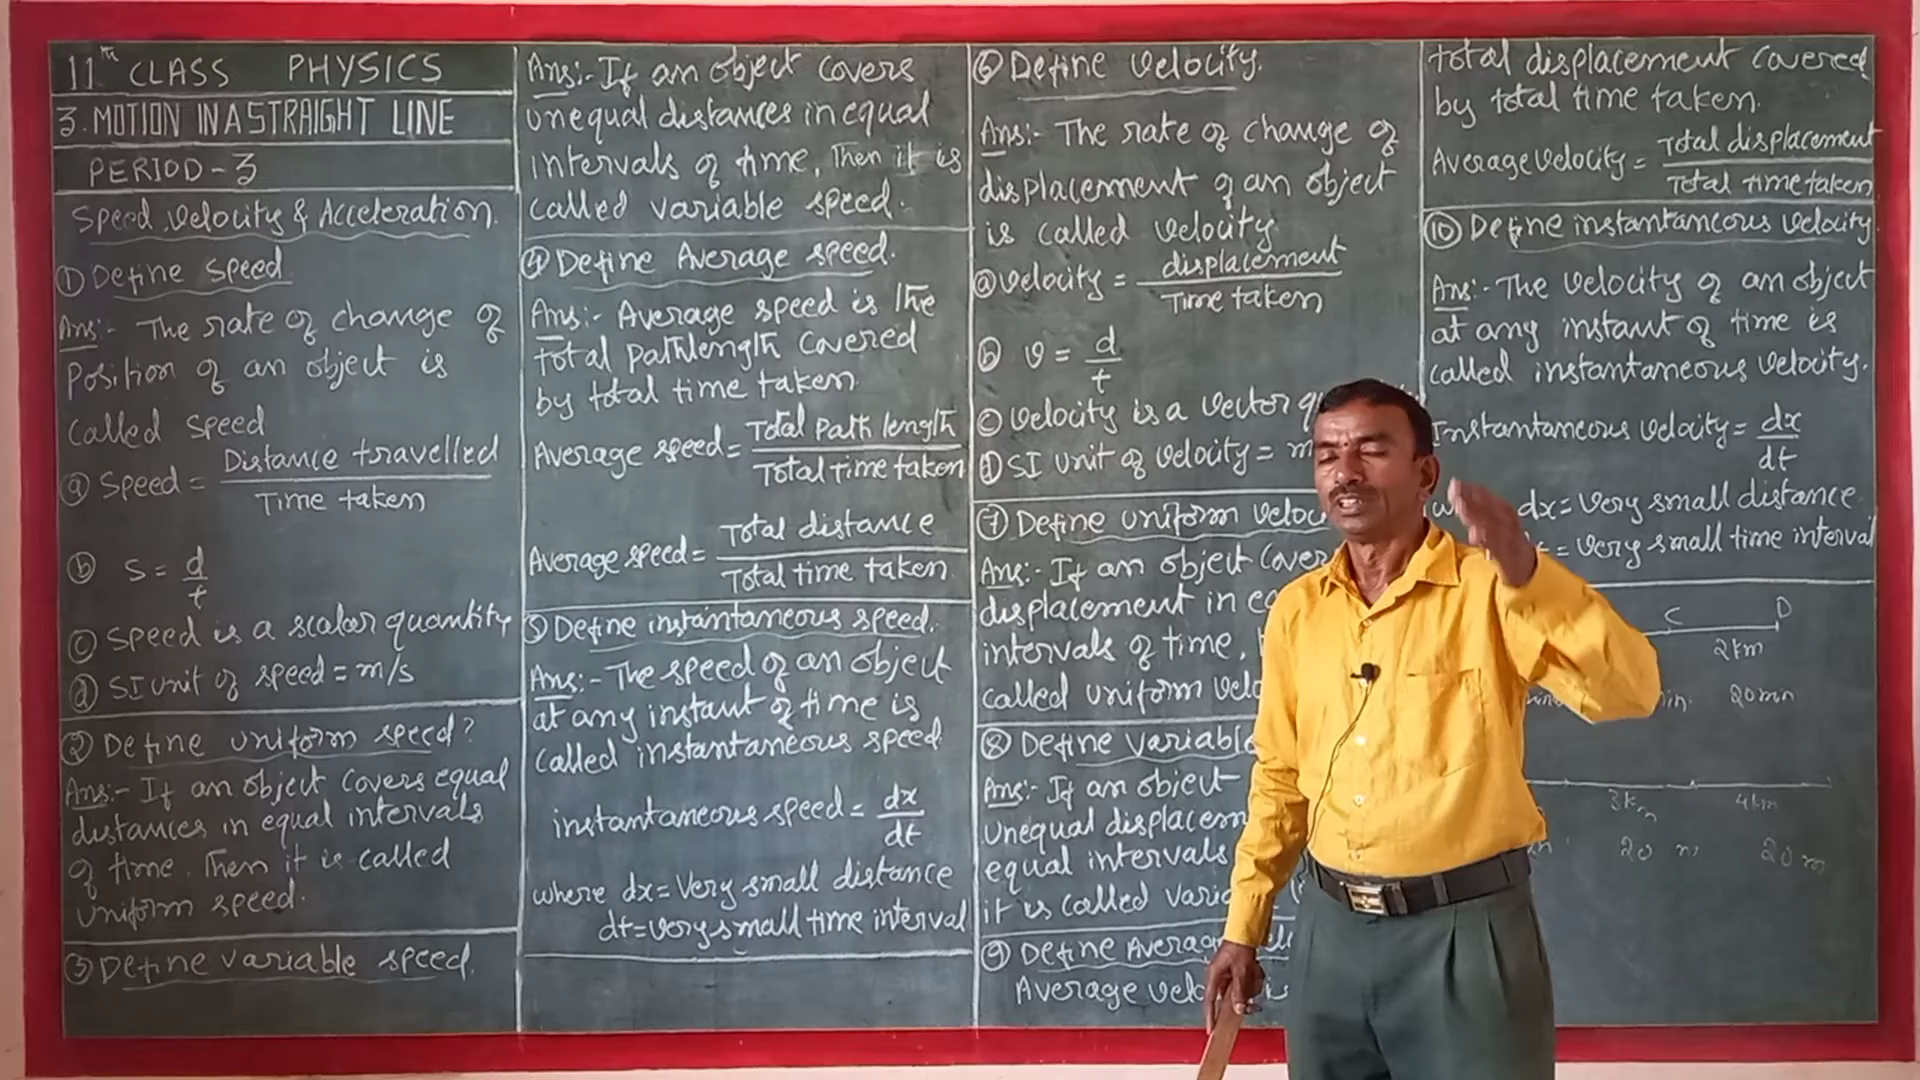 11th CLASS PHYSICS
3. MOTION IN A STRAIGHT LINE
PERIOD-3
Speed, velocity & Acceleration.
① Define speed
Ans:- The rate of change of
Position of an object is
called speed
ⓐ Speed = Distance travelled
Time taken
ⓑ S = d
t
ⓒ Speed is a scalar quantity
ⓓ SI unit of speed = m/s
② Define uniform speed?
Ans:- If an object covers equal
distances in equal intervals
of time. Then it is called
uniform speed.
③ Define variable speed.
Ans:- If an object covers
unequal distances in equal
intervals of time, Then it is
called variable speed.
④ Define Average speed.
Ans:- Average speed is the
total pathlength covered
by total time taken.
Average speed = Total Path length
Total time taken
Average speed = Total distance
Total time taken
⑤ Define instantaneous speed.
Ans:- The speed of an object
at any instant of time is
called instantaneous speed.
instantaneous speed = dx
dt
where dx = very small distance
dt = very small time interval
⑥ Define velocity.
Ans:- The rate of change of
displacement of an object
is called velocity
ⓐ velocity = displacement
Time taken
ⓑ v = d
t
ⓒ velocity is a vector q
ⓓ SI unit of velocity = m
⑦ Define uniform velo
Ans:- If an object cover
displacement in e
intervals of time,
called uniform velo
⑧ Define variabl
Ans:- If an object
unequal displacem
equal intervals
it is called varia
⑨ Define Average
Average velo is
total displacement covered
by total time taken.
Average velocity = Total displacement
Total time taken
⑩ Define instantaneous velocity.
Ans:- The velocity of an object
at any instant of time is
called instantaneous velocity.
Instantaneous velocity = dx
dt
dx = very small distance
= very small time interval
C D
2km
in. 20min
3km 4km
20 m 20 m